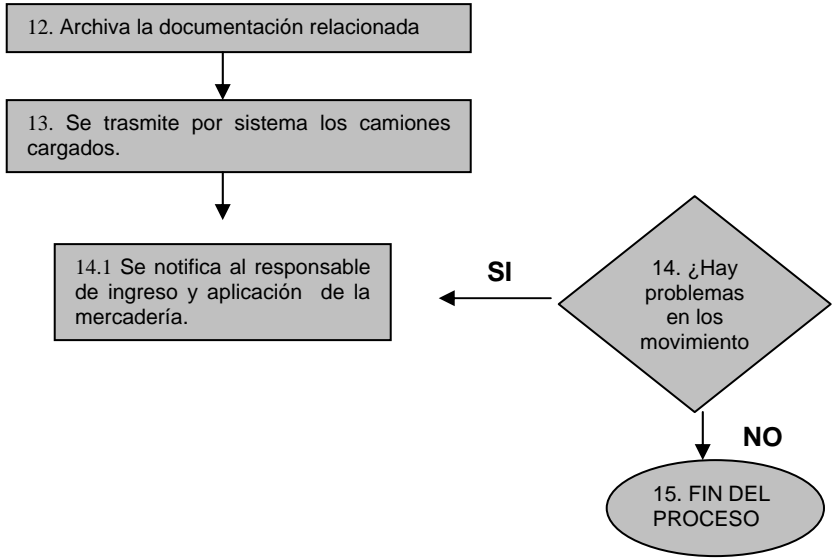 12. Archiva la documentación relacionada
13. Se trasmite por sistema los camiones
cargados.
14.1 Se notifica al responsable
de ingreso y aplicación de la
mercadería.
SI
14. ¿Hay
problemas
en los
movimiento
NO
15. FIN DEL
PROCESO